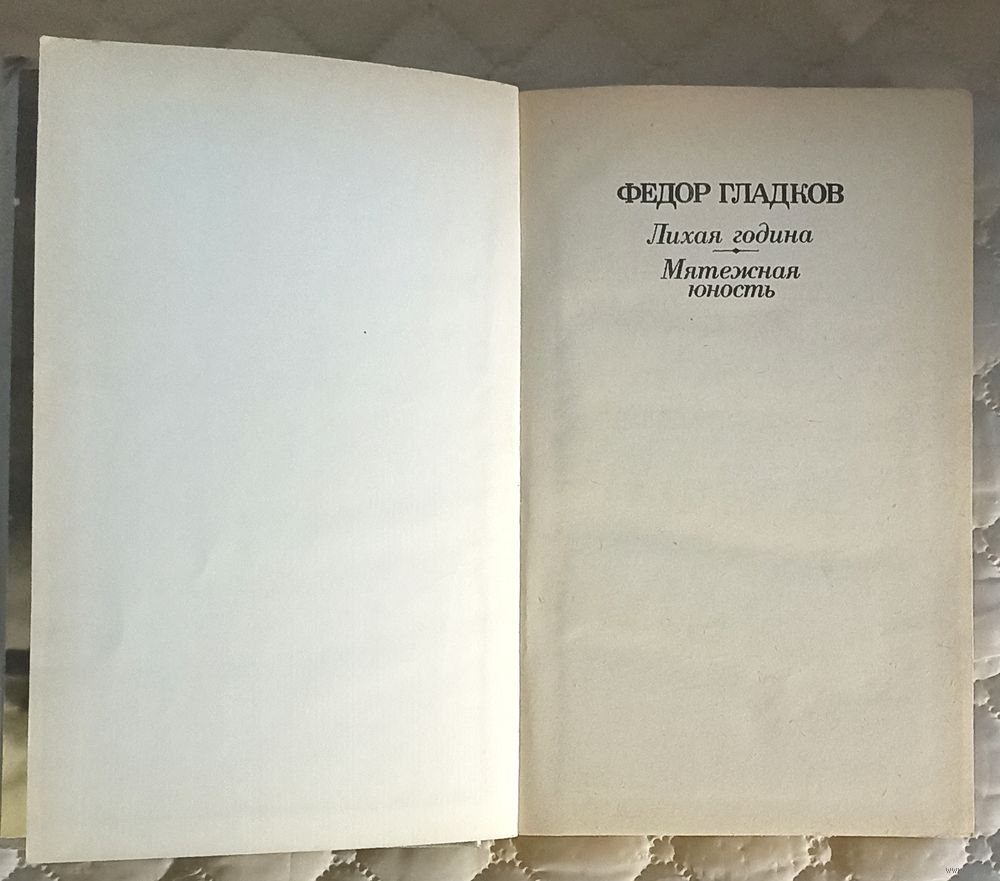 ФЕДОР ГЛАДКОВ
Лихая година
Мятежная
юность